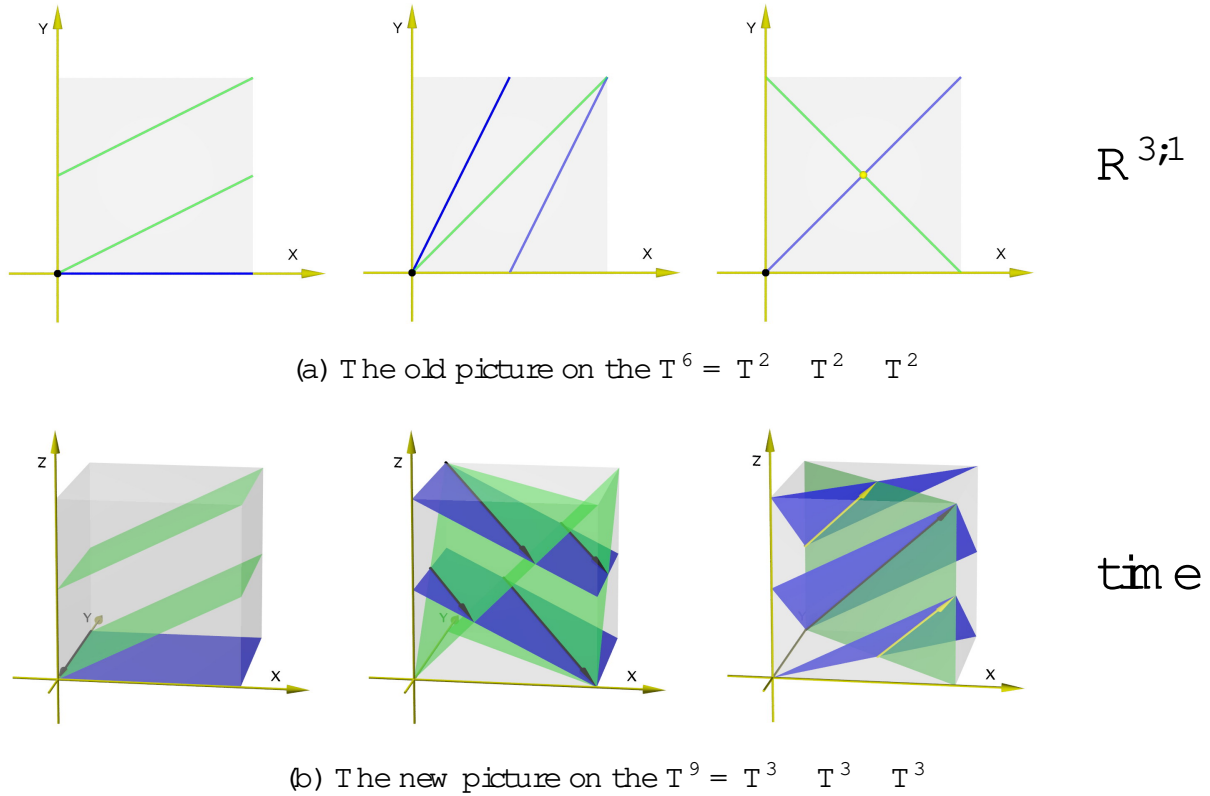 Y Y Y
X X X
R 3;1
(a) The old picture on the T 6 = T 2 T 2 T 2
Z Z Z
Y Y
X X X
time
(b) The new picture on the T 9 = T 3 T 3 T 3